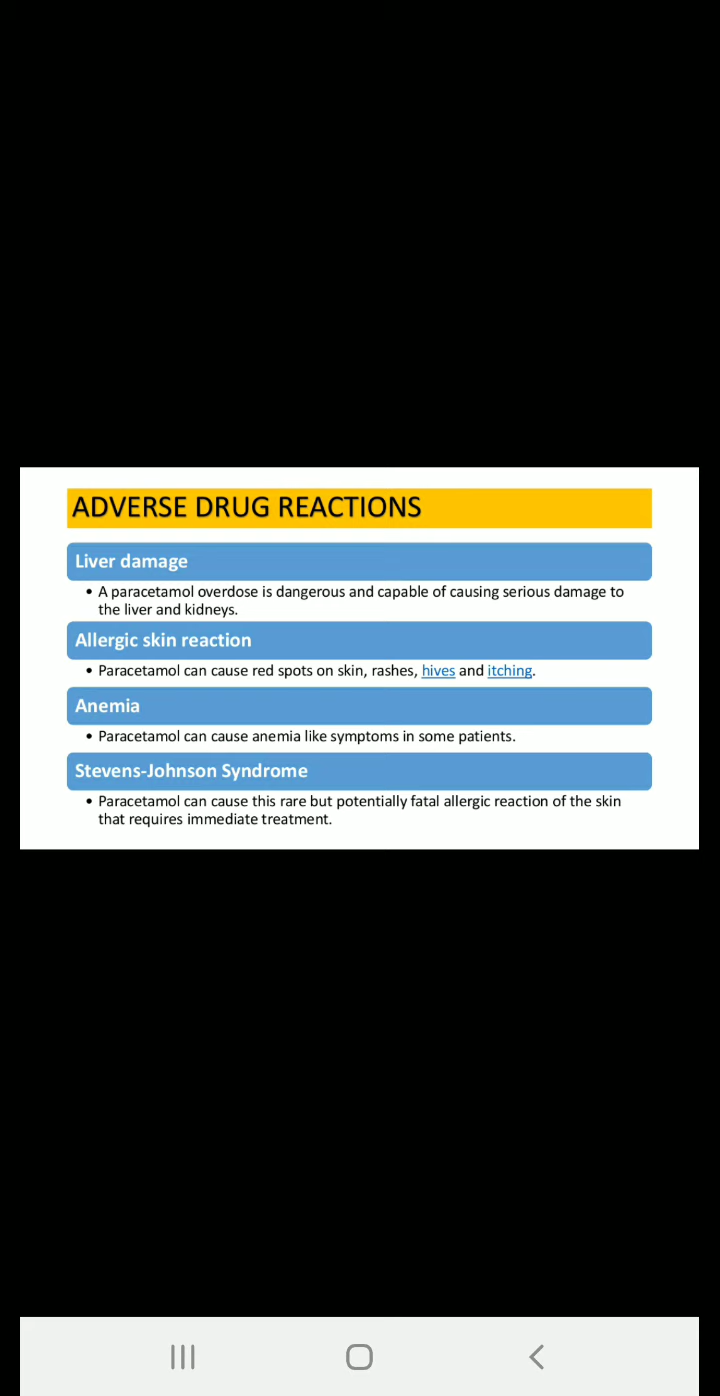 ADVERSE DRUG REACTIONS
Liver damage
• A paracetamol overdose is dangerous and capable of causing serious damage to
the liver and kidneys.
Allergic skin reaction
• Paracetamol can cause red spots on skin, rashes, hives and itching.
Anemia
• Paracetamol can cause anemia like symptoms in some patients.
Stevens-Johnson Syndrome
• Paracetamol can cause this rare but potentially fatal allergic reaction of the skin
that requires immediate treatment.